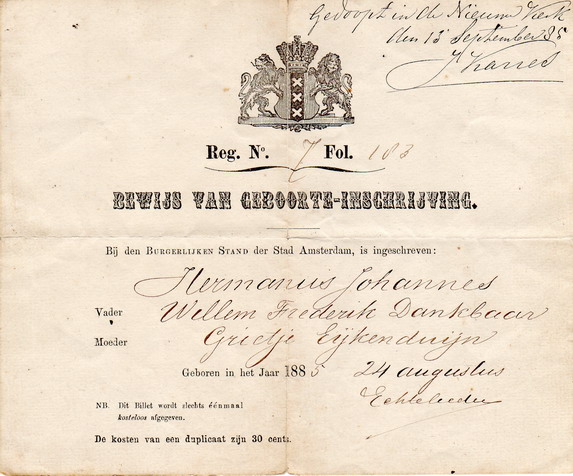 Gedoopt in de Nieuwe Kerk
den 13 September 85
Reg. No. 7 Fol. 183
BEWIJS VAN GEBOORTE-INSCHRIJVING.
Bij den BURGERLIJKEN STAND der Stad Amsterdam, is ingeschreven:
Hermanus Johannes
Vader Willem Frederik Dankbaar
Moeder Grietje Eijkenduijn
Geboren in het Jaar 1885 24 augustus
Echtelieden
NB. Dit Billet wordt slechts éénmaal
kosteloos afgegeven.
De kosten van een duplicaat zijn 30 cents.